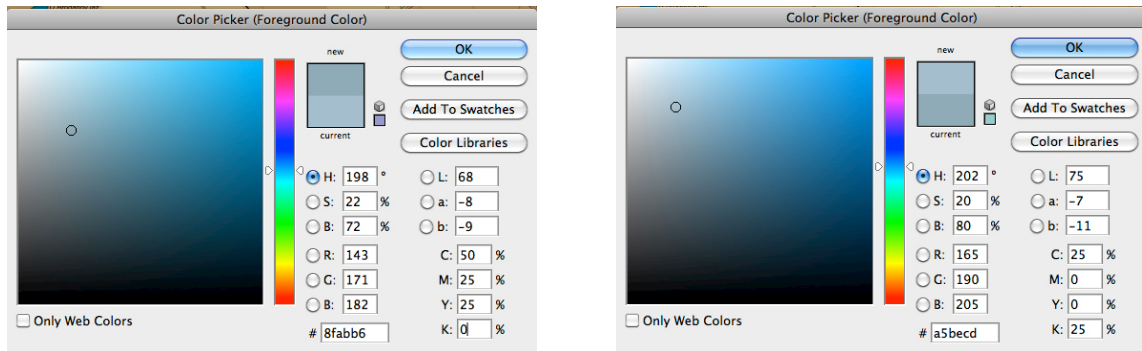 Color Picker (Foreground Color)
new
current
OK
Cancel
Add To Swatches
Color Libraries
H: 198 °
S: 22 %
B: 72 %
R: 143
G: 171
B: 182
# 8fabb6
L: 68
a: -8
b: -9
C: 50 %
M: 25 %
Y: 25 %
K: 0 %
Only Web Colors
Color Picker (Foreground Color)
new
current
OK
Cancel
Add To Swatches
Color Libraries
H: 202 °
S: 20 %
B: 80 %
R: 165
G: 190
B: 205
# a5becd
L: 75
a: -7
b: -11
C: 25 %
M: 0 %
Y: 0 %
K: 25 %
Only Web Colors